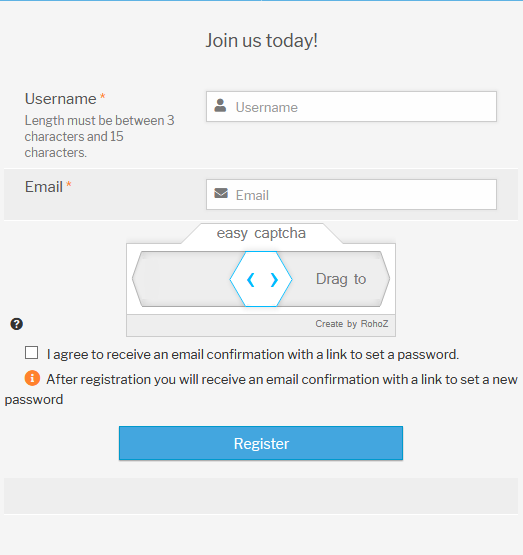 Join us today!
Username *
Length must be between 3
characters and 15
characters.
Username
Email *
Email
easy captcha
Drag to
Create by RohoZ
I agree to receive an email confirmation with a link to set a password.
After registration you will receive an email confirmation with a link to set a new
password
Register